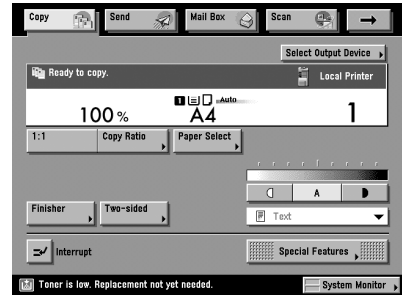 Copy
Send
Mail Box
Scan
Select Output Device
Ready to copy.
Local Printer
1 Auto
100 % A4 1
1:1 Copy Ratio Paper Select
A
Finisher Two-sided
Text
Interrupt
Special Features
Toner is low. Replacement not yet needed.
System Monitor